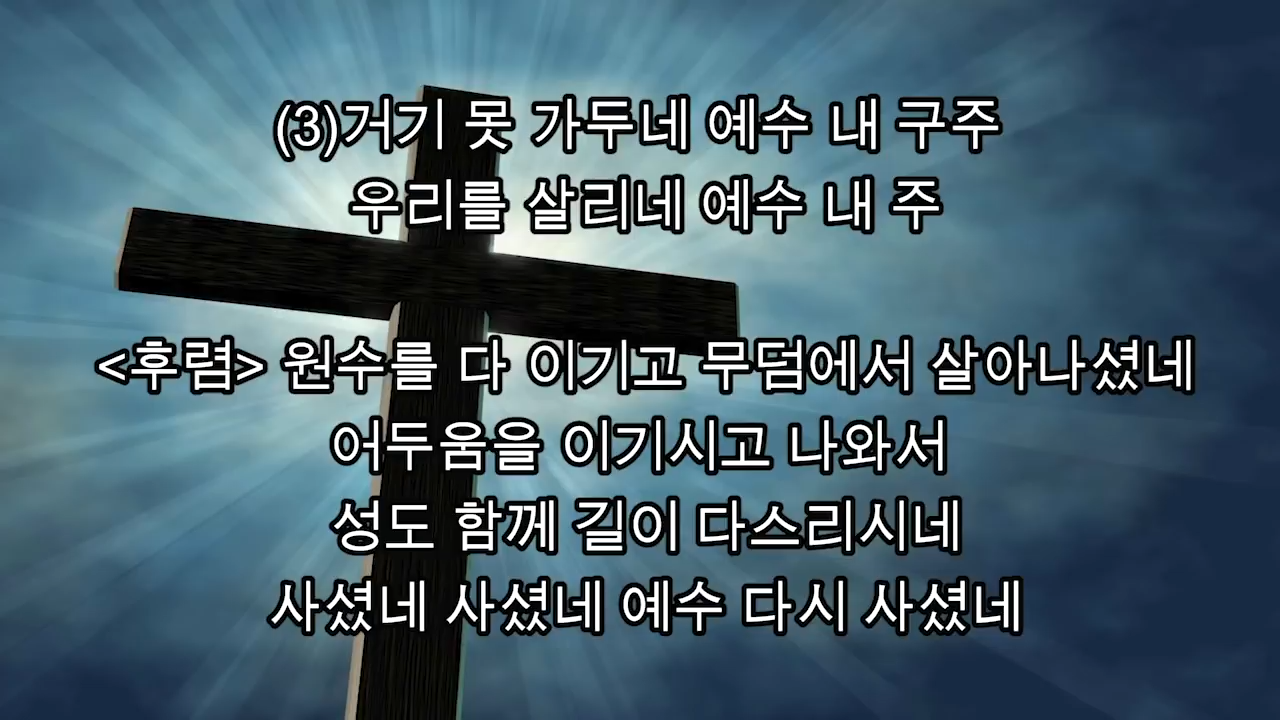 (3)거기 못 가두네 예수 내 구주
우리를 살리네 예수 내 주
<후렴> 원수를 다 이기고 무덤에서 살아나셨네
어두움을 이기시고 나와서
성도 함께 길이 다스리시네
사셨네 사셨네 예수 다시 사셨네